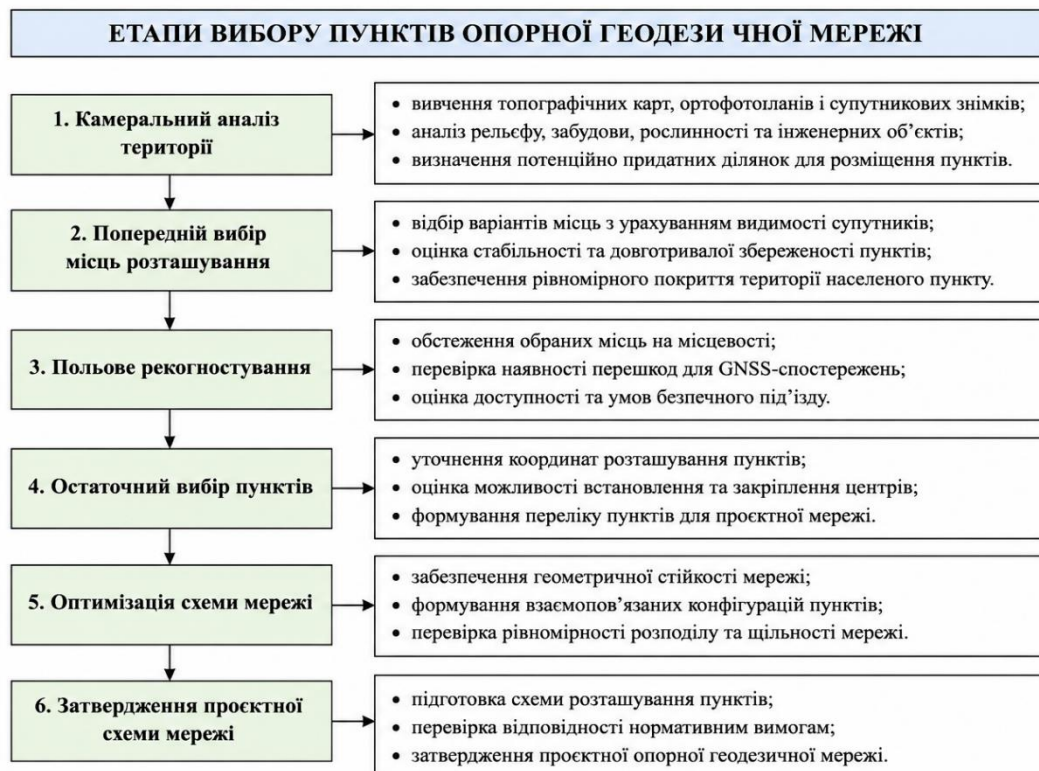 ЕТАПИ ВИБОРУ ПУНКТІВ ОПОРНОЇ ГЕОДЕЗИ ЧНОЇ МЕРЕЖІ
1. Камеральний аналіз
території
• вивчення топографічних карт, ортофотопланів і супутникових знімків;
• аналіз рельєфу, забудови, рослинності та інженерних об’єктів;
• визначення потенційно придатних ділянок для розміщення пунктів.
2. Попередній вибір
місць розташування
• відбір варіантів місць з урахуванням видимості супутників;
• оцінка стабільності та довготривалої збереженості пунктів;
• забезпечення рівномірного покриття території населеного пункту.
3. Польове рекогностування
• обстеження обраних місць на місцевості;
• перевірка наявності перешкод для GNSS-спостережень;
• оцінка доступності та умов безпечного під’їзду.
4. Остаточний вибір пунктів
• уточнення координат розташування пунктів;
• оцінка можливості встановлення та закріплення центрів;
• формування переліку пунктів для проєктної мережі.
5. Оптимізація схеми мережі
• забезпечення геометричної стійкості мережі;
• формування взаємопов’язаних конфігурацій пунктів;
• перевірка рівномірності розподілу та щільності мережі.
6. Затвердження проєктної
схеми мережі
• підготовка схеми розташування пунктів;
• перевірка відповідності нормативним вимогам;
• затвердження проєктної опорної геодезичної мережі.